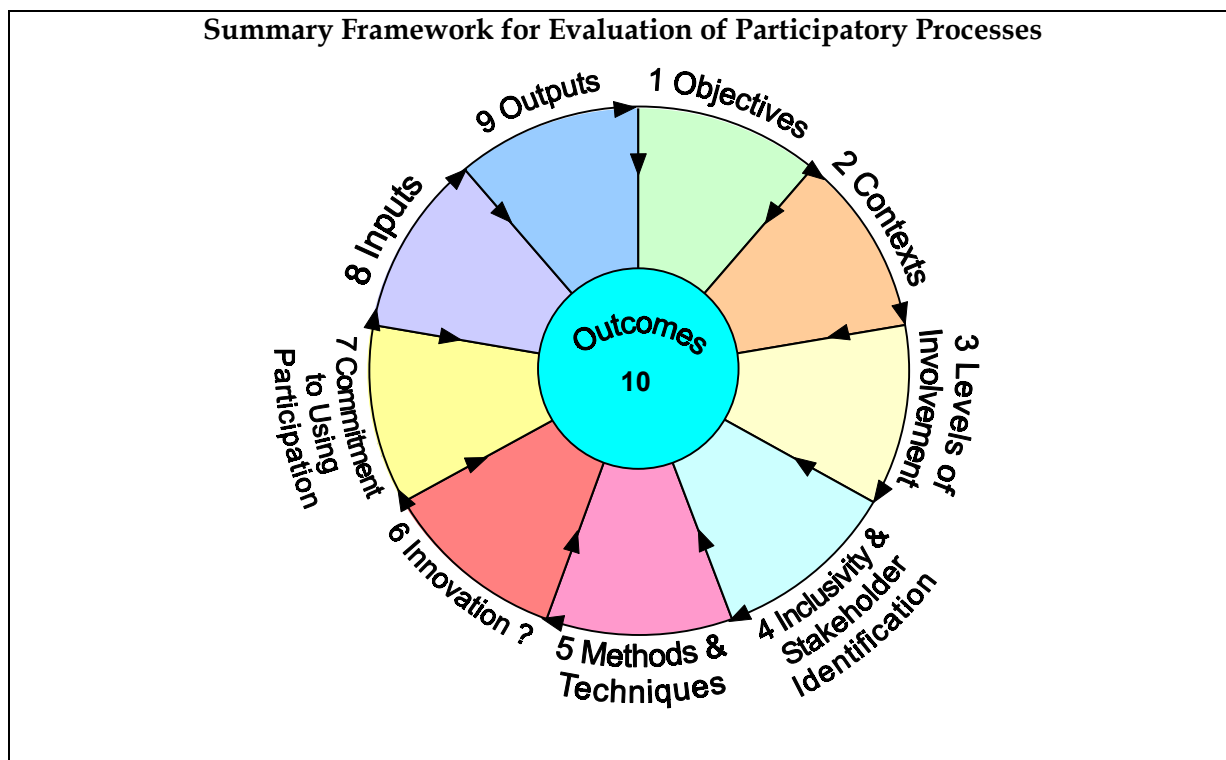 Summary Framework for Evaluation of Participatory Processes
1 Objectives
2 Contexts
3 Levels of
Involvement
4 Inclusivity &
Stakeholder
Identification
5 Methods &
Techniques
6 Innovation ?
7 Commitment
to Using
Participation
8 Inputs
9 Outputs
Outcomes
10